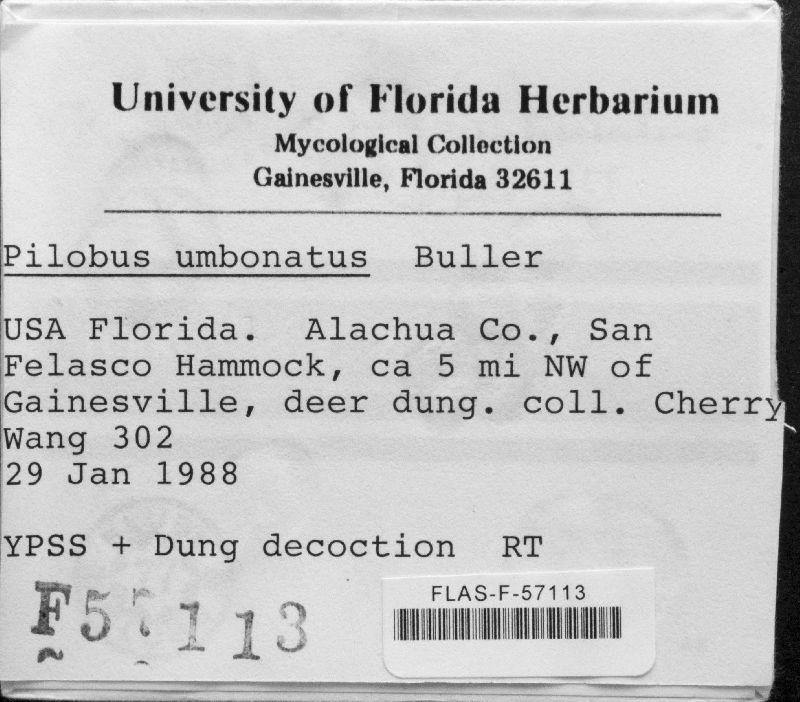 University of Florida Herbarium
Mycological Collection
Gainesville, Florida 32611
Pilobus umbonatus Buller
USA Florida. Alachua Co., San
Felasco Hammock, ca 5 mi NW of
Gainesville, deer dung. coll. Cherry
Wang 302
29 Jan 1988
YPSS + Dung decoction RT
F57113
FLAS-F-57113